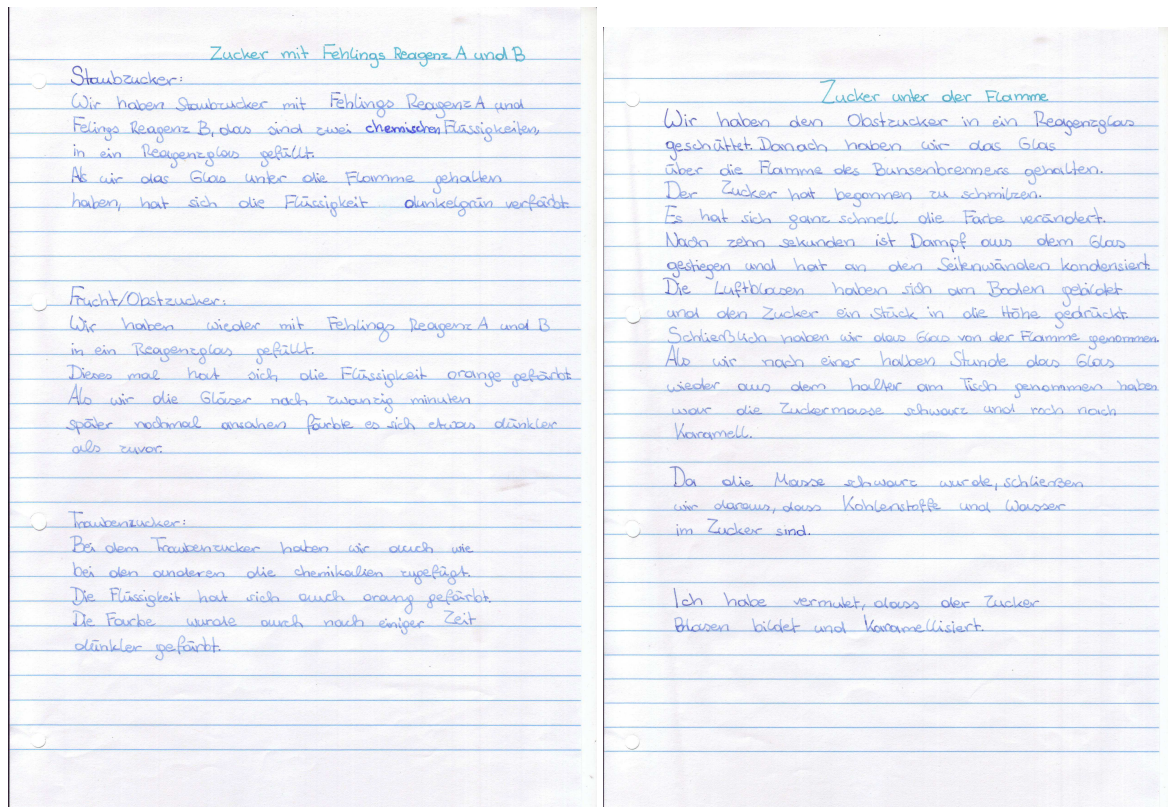 Zucker mit Fehlings Reagenz A und B
Staubzucker:
Wir haben Staubzucker mit Fehlings Reagenz A und
Felings Reagenz B, das sind zwei chemischen Flüssigkeiten,
in ein Reagenzglas gefüllt.
Als wir das Glas unter die Flamme gehalten
haben, hat sich die Flüssigkeit dunkelgrün verfärbt.
Frucht/Obstzucker:
Wir haben wieder mit Fehlings Reagenz A und B
in ein Reagenzglas gefüllt.
Dieses mal hat sich die Flüssigkeit orange gefärbt
Als wir die Gläser nach zwanzig minuten
später nochmal ansahen färbte es sich etwas dünkler
als zuvor.
Traubenzucker:
Bei dem Traubenzucker haben wir auch wie
bei den anderen die chemikalien zugefügt.
Die Flüssigkeit hat sich auch orang gefärbt.
Die Farbe wurde auch nach einiger Zeit
dünkler gefärbt.
Zucker unter der Flamme
Wir haben den Obstzucker in ein Reagenzglas
geschüttet. Danach haben wir das Glas
über die Flamme des Bunsenbrenners gehalten.
Der Zucker hat begonnen zu schmilzen.
Es hat sich ganz schnell die Farbe verändert.
Nach zehn sekunden ist Dampf aus dem Glas
gestiegen und hat an den Seitenwänden kondensiert.
Die Luftblasen haben sich am Boden gebildet
und den Zucker ein Stück in die Höhe gedrückt.
Schließlich haben wir das Glas von der Flamme genommen.
Als wir nach einer halben Stunde das Glas
wieder aus dem halter am Tisch genommen haben
war die Zuckermasse schwarz und roch nach
Karamell.
Da die Masse schwarz wurde, schließen
wir daraus, dass Kohlenstoffe und Wasser
im Zucker sind.
Ich habe vermutet, dass der Zucker
Blasen bildet und Karamellisiert.